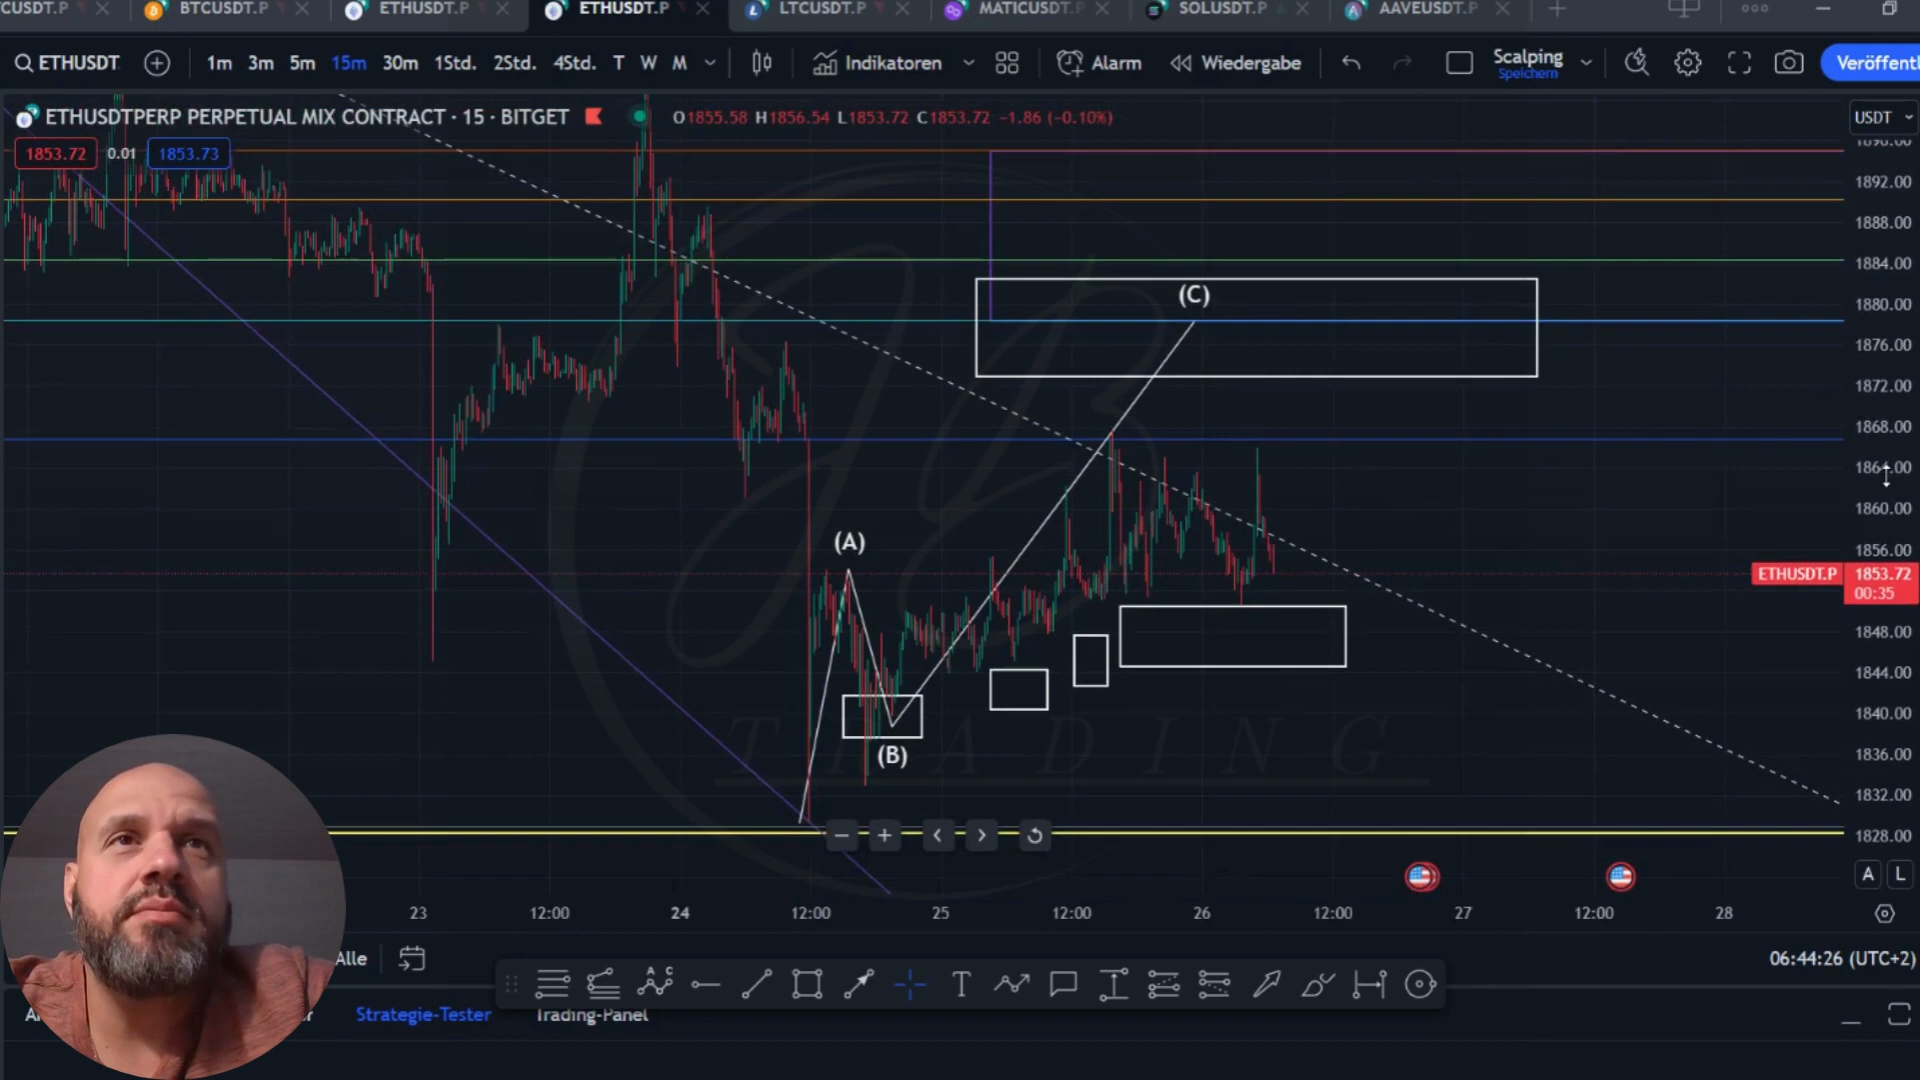 CUSDT.P BTCUSDT.P ETHUSDT.P ETHUSDT.P LTCUSDT.P MATICUSDT.P SOLUSDT.P AAVEUSDT.P
ETHUSDT 1m 3m 5m 15m 30m 1Std. 2Std. 4Std. T W M Indikatoren Alarm Wiedergabe Scalping Veröffentl
Speichern
ETHUSDTPERP PERPETUAL MIX CONTRACT · 15 · BITGET O1855.58 H1856.54 L1853.72 C1853.72 −1.86 (−0.10%) USDT
1853.72 0.01 1853.73
1892.00
1888.00
1884.00
1880.00
1876.00
1872.00
1868.00
1864.00
1860.00
1856.00
ETHUSDT.P 1853.72
00:35
1848.00
1844.00
1840.00
1836.00
1832.00
1828.00
(C)
(A)
(B)
JB
TRADING
A L
23 12:00 24 12:00 25 12:00 26 12:00 27 12:00 28
Alle 06:44:26 (UTC+2)
A C
T
Strategie-Tester Trading-Panel